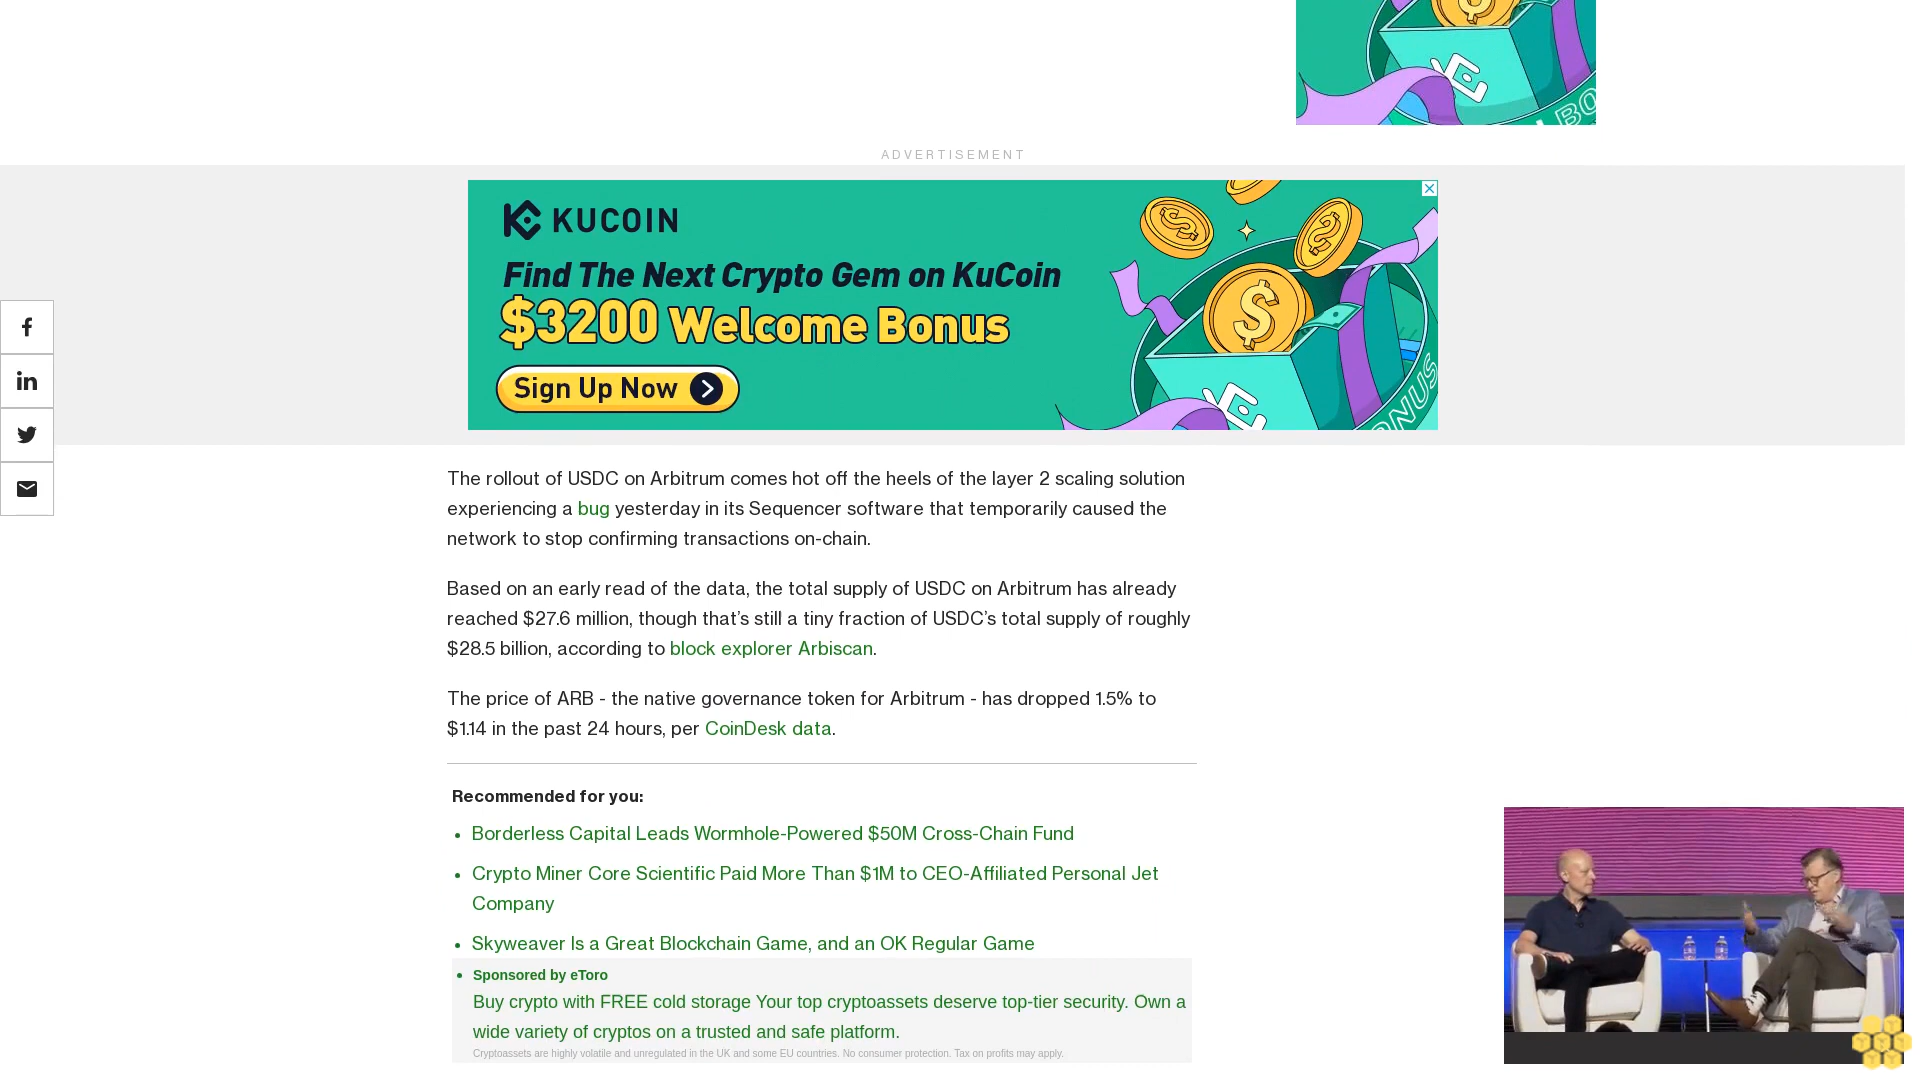 BO
ADVERTISEMENT
KUCOIN
Find The Next Crypto Gem on KuCoin
$3200 Welcome Bonus
Sign Up Now
BONUS
The rollout of USDC on Arbitrum comes hot off the heels of the layer 2 scaling solution
experiencing a bug yesterday in its Sequencer software that temporarily caused the
network to stop confirming transactions on-chain.
Based on an early read of the data, the total supply of USDC on Arbitrum has already
reached $27.6 million, though that’s still a tiny fraction of USDC’s total supply of roughly
$28.5 billion, according to block explorer Arbiscan.
The price of ARB - the native governance token for Arbitrum - has dropped 1.5% to
$1.14 in the past 24 hours, per CoinDesk data.
Recommended for you:
• Borderless Capital Leads Wormhole-Powered $50M Cross-Chain Fund
• Crypto Miner Core Scientific Paid More Than $1M to CEO-Affiliated Personal Jet
Company
• Skyweaver Is a Great Blockchain Game, and an OK Regular Game
• Sponsored by eToro
Buy crypto with FREE cold storage Your top cryptoassets deserve top-tier security. Own a
wide variety of cryptos on a trusted and safe platform.
Cryptoassets are highly volatile and unregulated in the UK and some EU countries. No consumer protection. Tax on profits may apply.